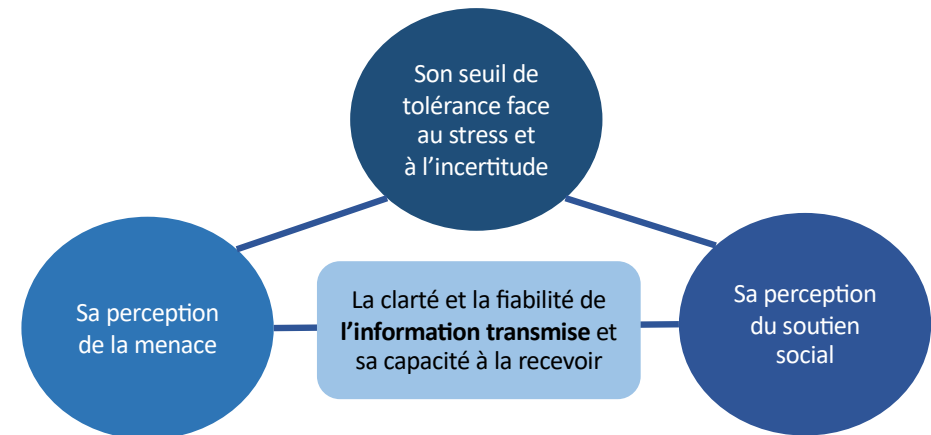 Son seuil de
tolérance face
au stress et
à l’incertitude
Sa perception
de la menace
La clarté et la fiabilité de
l’information transmise et
sa capacité à la recevoir
Sa perception
du soutien
social